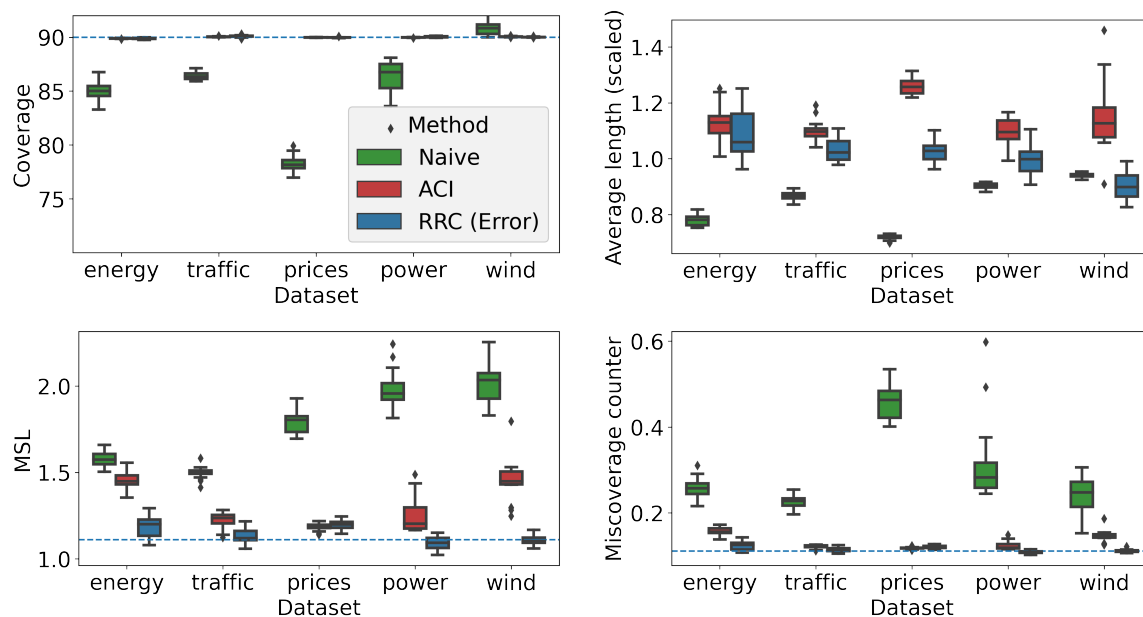 Coverage
90
85
80
75
Method
Naive
ACI
RRC (Error)
energy traffic prices power wind
Dataset
Average length (scaled)
1.4
1.2
1.0
0.8
energy traffic prices power wind
Dataset
MSL
2.0
1.5
1.0
energy traffic prices power wind
Dataset
Miscoverage counter
0.6
0.4
0.2
energy traffic prices power wind
Dataset